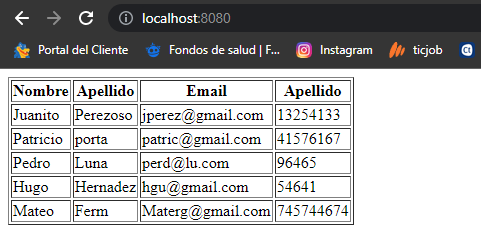 localhost:8080
Portal del Cliente Fondos de salud | F... Instagram ticjob Ct
Nombre Apellido Email Apellido
Juanito Perezoso jperez@gmail.com 13254133
Patricio porta patric@gmail.com 41576167
Pedro Luna perd@lu.com 96465
Hugo Hernadez hgu@gmail.com 54641
Mateo Ferm Materg@gmail.com 745744674